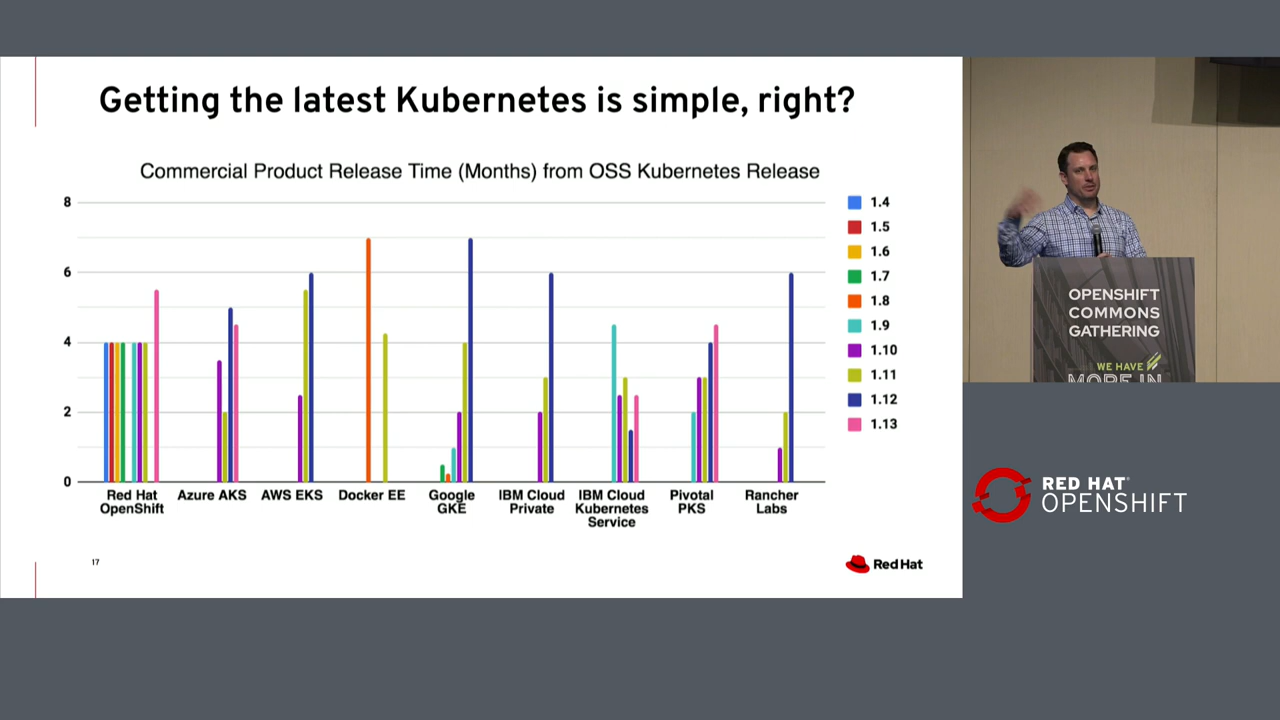 Getting the latest Kubernetes is simple, right?
Commercial Product Release Time (Months) from OSS Kubernetes Release
8
6
4
2
0
Red Hat
OpenShift
Azure AKS
AWS EKS
Docker EE
Google
GKE
IBM Cloud
Private
IBM Cloud
Kubernetes
Service
Pivotal
PKS
Rancher
Labs
1.4
1.5
1.6
1.7
1.8
1.9
1.10
1.11
1.12
1.13
17
Red Hat
OPENSHIFT
COMMONS
GATHERING
WE HAVE
MORE IN
RED HAT
OPENSHIFT